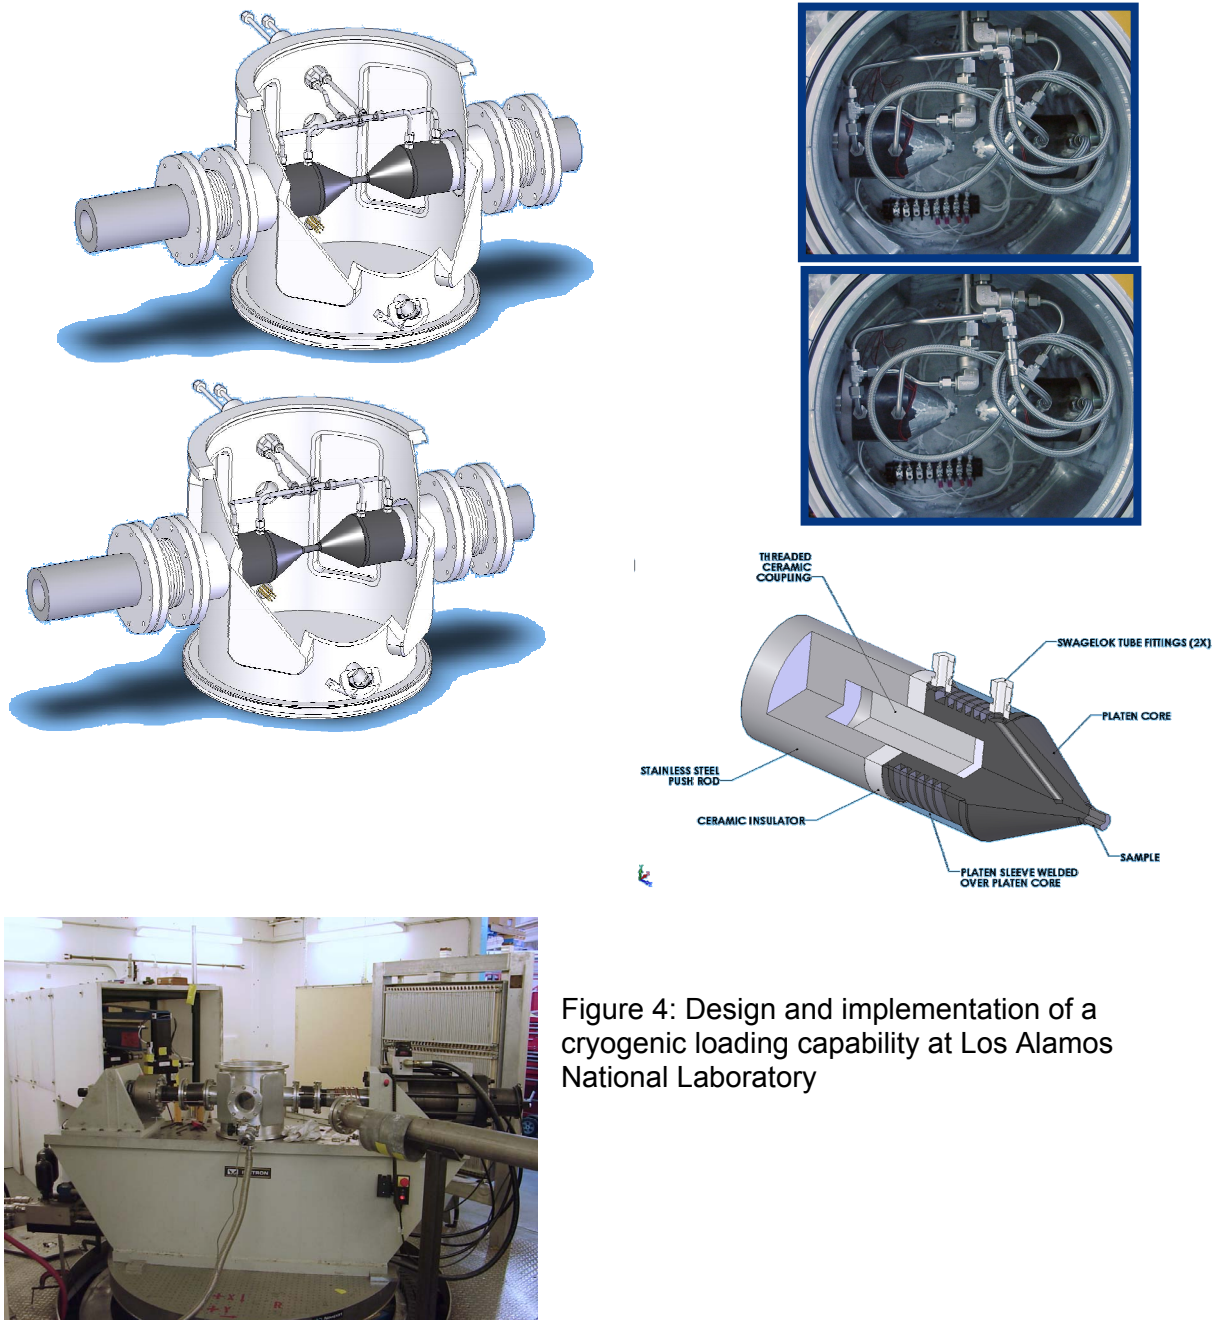 THREADED
CERAMIC
COUPLING
SWAGELOK TUBE FITTINGS (2X)
PLATEN CORE
STAINLESS STEEL
PUSH ROD
CERAMIC INSULATOR
SAMPLE
PLATEN SLEEVE WELDED
OVER PLATEN CORE
Figure 4: Design and implementation of a
cryogenic loading capability at Los Alamos
National Laboratory